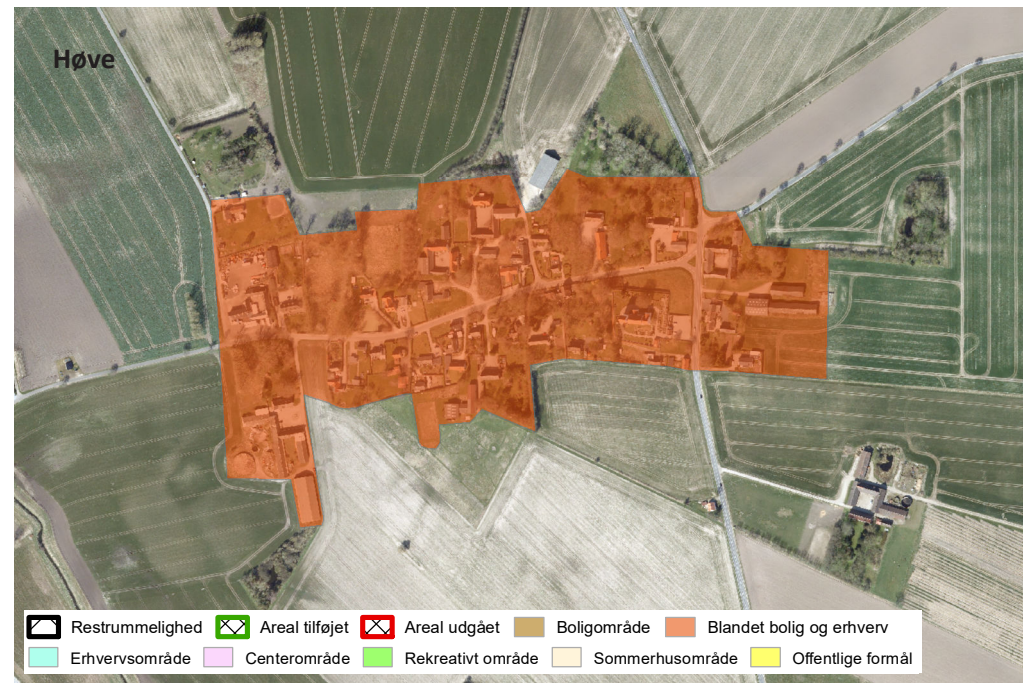 Høve
Restrummelighed Areal tilføjet Areal udgået Boligområde Blandet bolig og erhverv
Erhvervsområde Centerområde Rekreativt område Sommerhusområde Offentlige formål